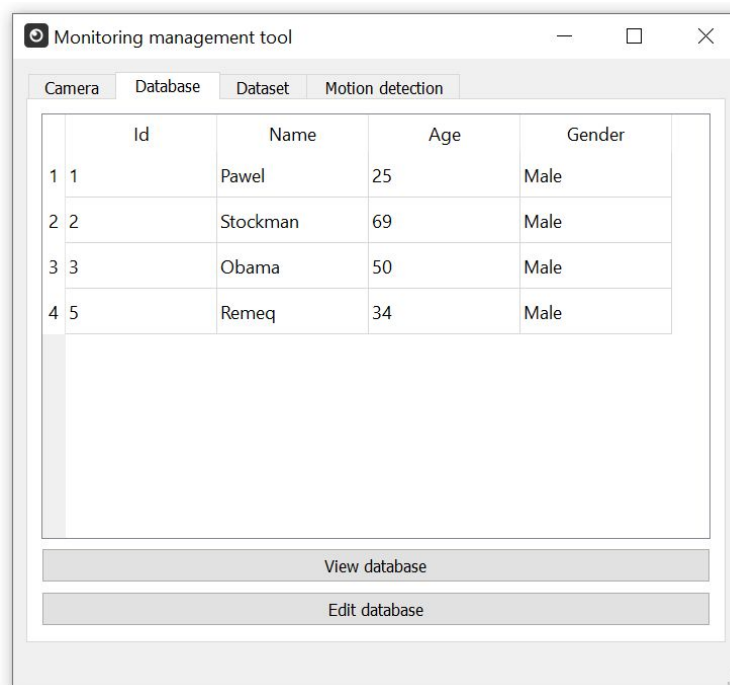 Monitoring management tool
Camera Database Dataset Motion detection
Id Name Age Gender
1 1 Pawel 25 Male
2 2 Stockman 69 Male
3 3 Obama 50 Male
4 5 Remeq 34 Male
View database
Edit database